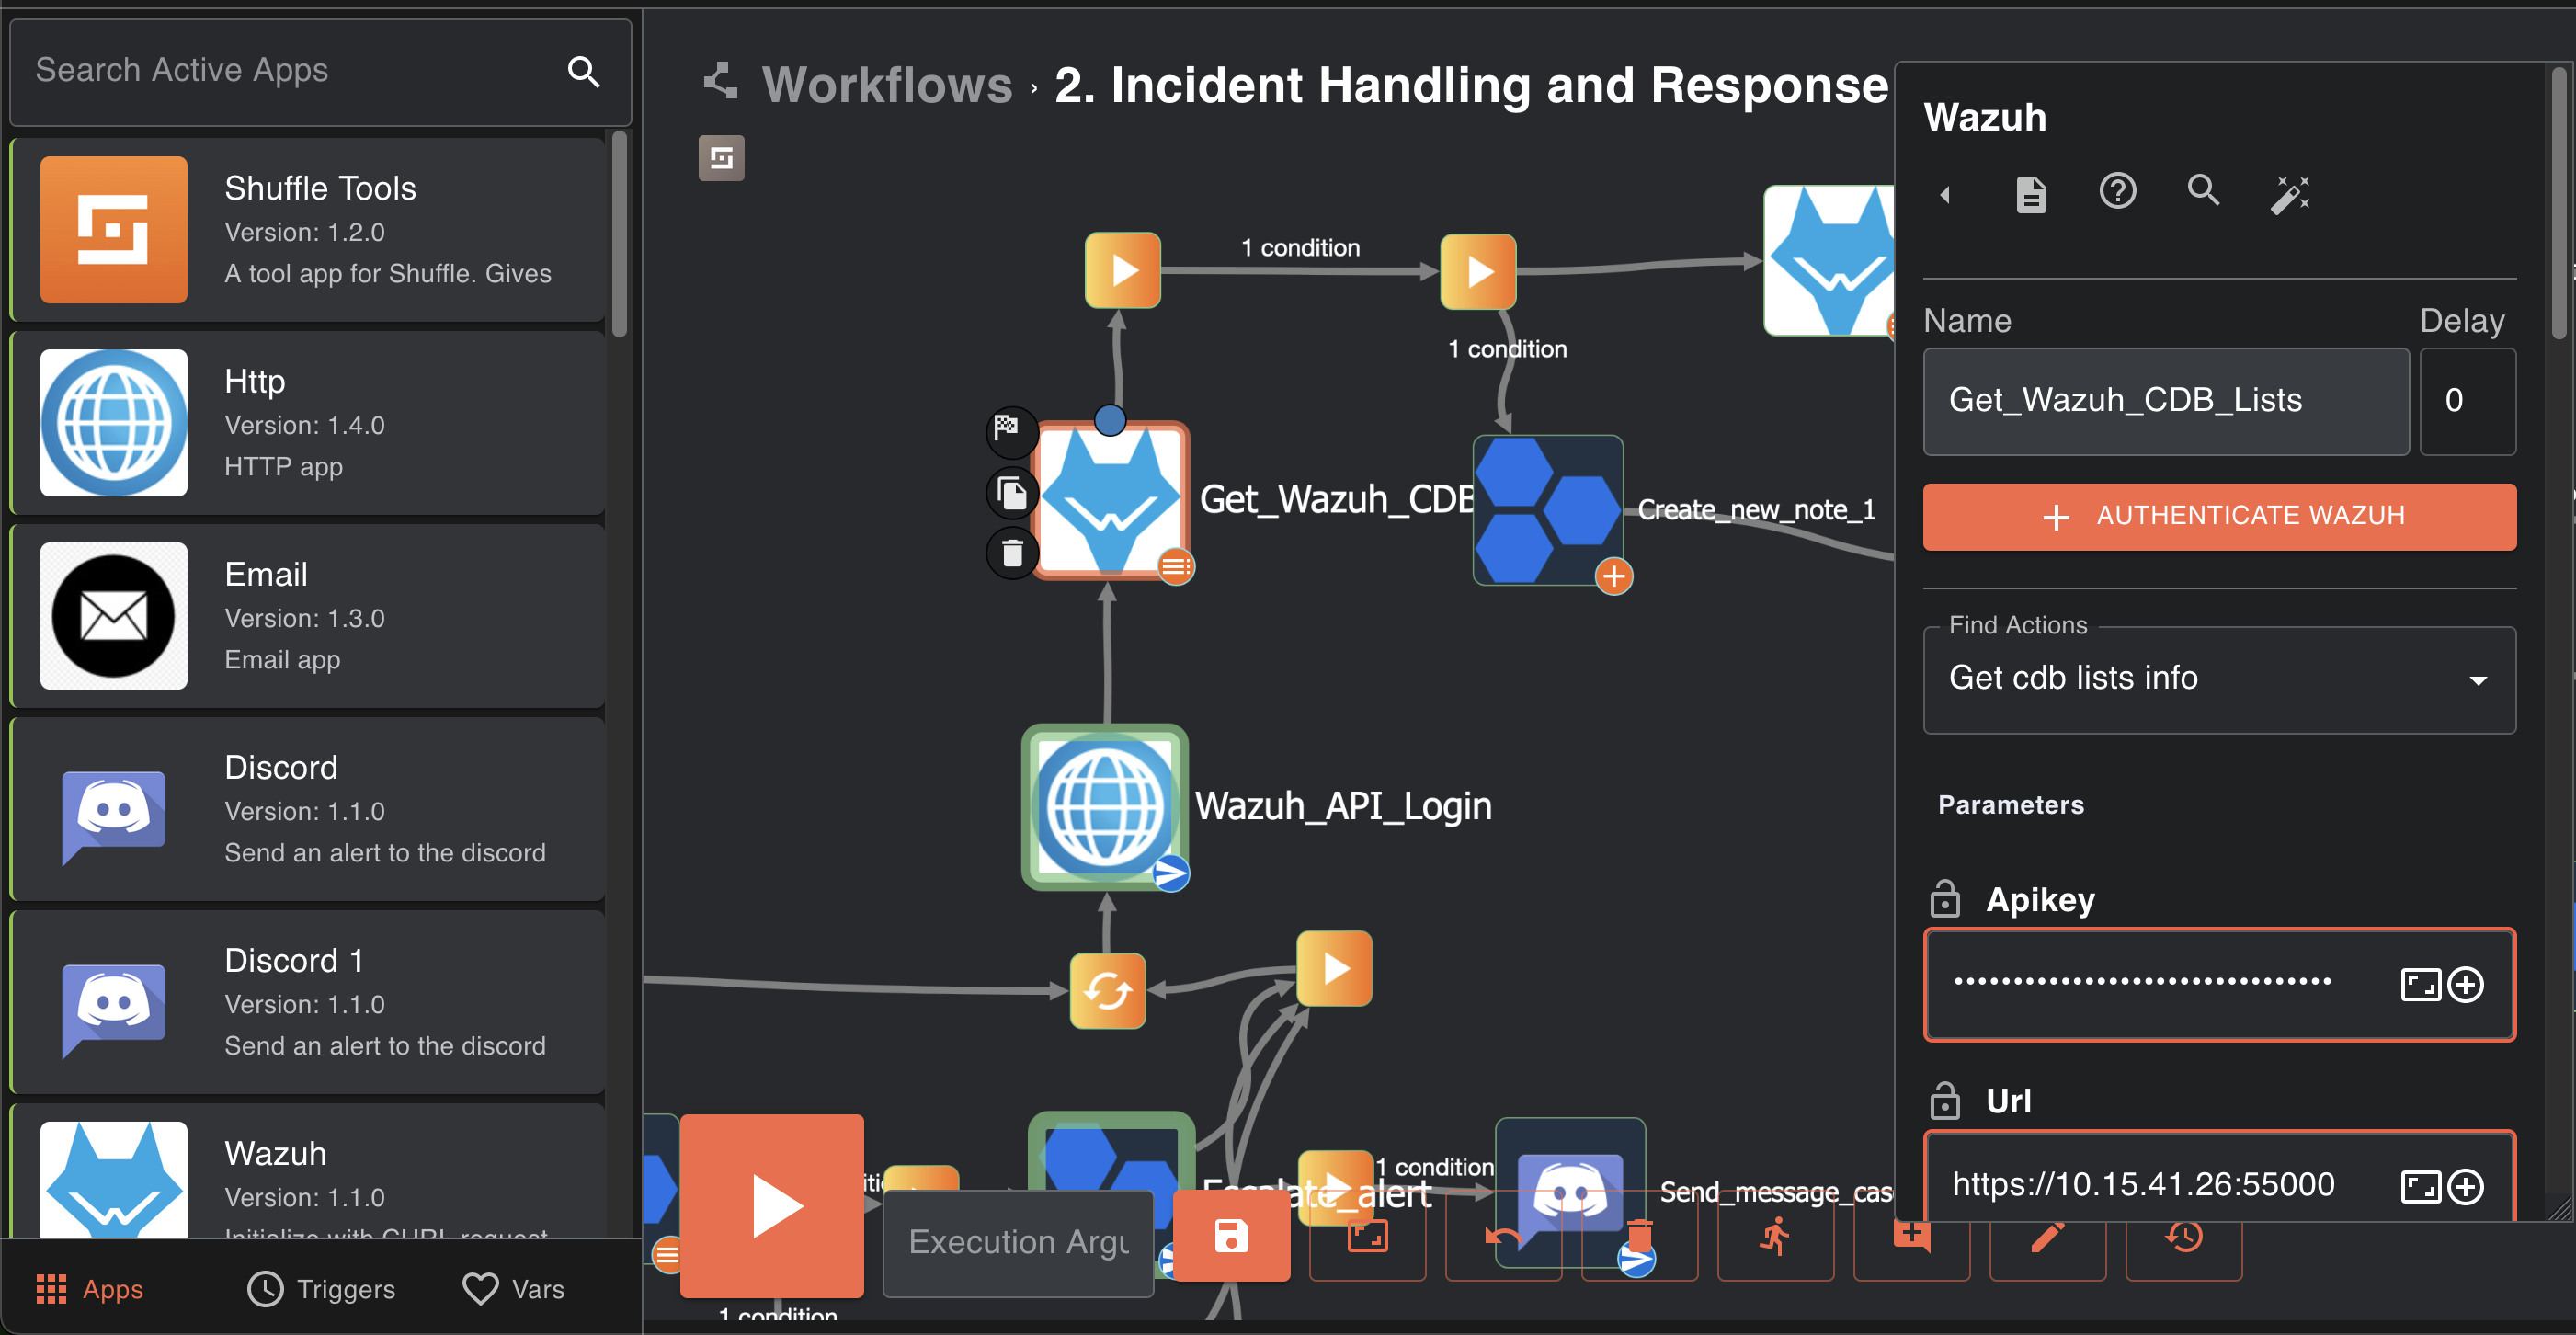 Search Active Apps
Shuffle Tools
Version: 1.2.0
A tool app for Shuffle. Gives
Http
Version: 1.4.0
HTTP app
Email
Version: 1.3.0
Email app
Discord
Version: 1.1.0
Send an alert to the discord
Discord 1
Version: 1.1.0
Send an alert to the discord
Wazuh
Version: 1.1.0
Initialize with CURL request
Apps
Triggers
Vars
Workflows › 2. Incident Handling and Response
1 condition
1 condition
Get_Wazuh_CDB
Create_new_note_1
Wazuh_API_Login
1 condition
Escalate_alert
Send_message_cas
Execution Argu
1 condition
Wazuh
Name
Delay
Get_Wazuh_CDB_Lists
0
+ AUTHENTICATE WAZUH
Find Actions
Get cdb lists info
Parameters
Apikey
••••••••••••••••••••••••••••••••
Url
https://10.15.41.26:55000